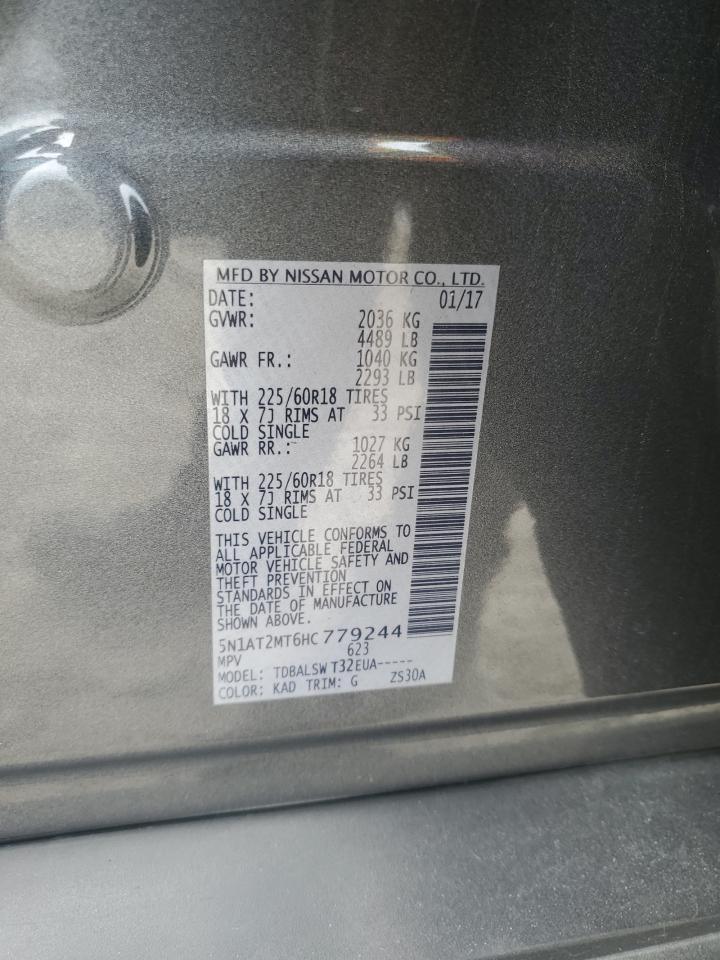 MFD BY NISSAN MOTOR CO., LTD.
DATE: 01/17
GVWR: 2036 KG
4489 LB
GAWR FR.: 1040 KG
2293 LB
WITH 225/60R18 TIRES
18 X 7J RIMS AT 33 PSI
COLD SINGLE
GAWR RR.: 1027 KG
2264 LB
WITH 225/60R18 TIRES
18 X 7J RIMS AT 33 PSI
COLD SINGLE
THIS VEHICLE CONFORMS TO
ALL APPLICABLE FEDERAL
MOTOR VEHICLE SAFETY AND
THEFT PREVENTION
STANDARDS IN EFFECT ON
THE DATE OF MANUFACTURE
SHOWN ABOVE.
5N1AT2MT6HC 779244
MPV 623
MODEL: TDBALSW T32EUA-----
COLOR: KAD TRIM: G ZS30A